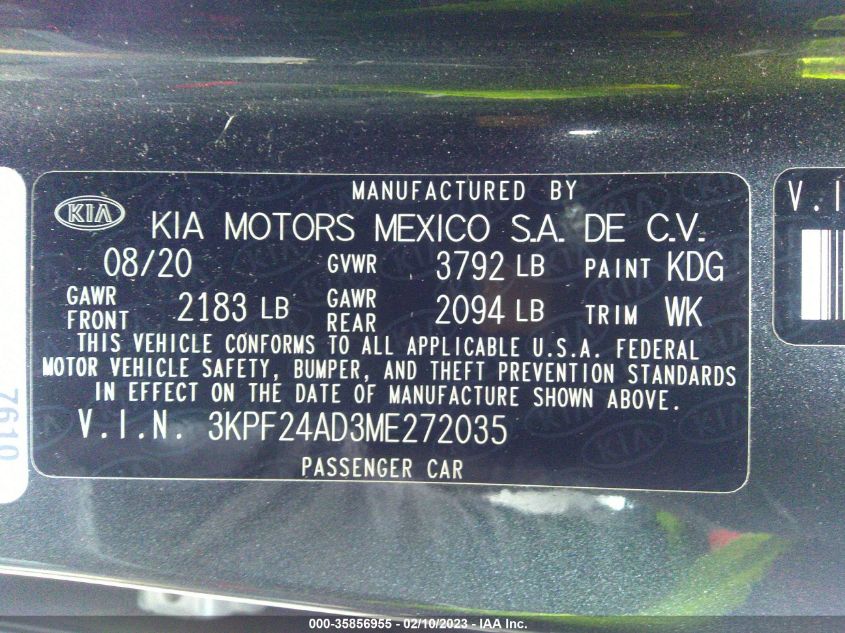 MANUFACTURED BY
KIA KIA MOTORS MEXICO S.A. DE C.V.
08/20 GVWR 3792 LB PAINT KDG
GAWR FRONT 2183 LB GAWR REAR 2094 LB TRIM WK
THIS VEHICLE CONFORMS TO ALL APPLICABLE U.S.A. FEDERAL
MOTOR VEHICLE SAFETY, BUMPER, AND THEFT PREVENTION STANDARDS
IN EFFECT ON THE DATE OF MANUFACTURE SHOWN ABOVE.
V.I.N. 3KPF24AD3ME272035
PASSENGER CAR
V.I
7610
000-35856955 - 02/10/2023 - IAA Inc.